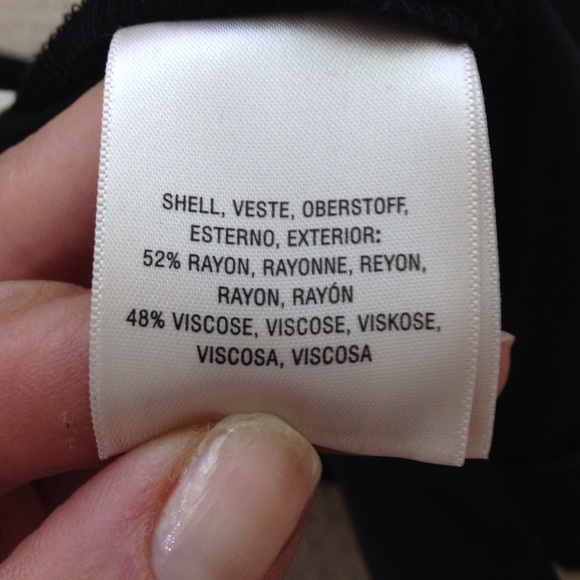 SHELL, VESTE, OBERSTOFF,
ESTERNO, EXTERIOR:
52% RAYON, RAYONNE, REYON,
RAYON, RAYÓN
48% VISCOSE, VISCOSE, VISKOSE,
VISCOSA, VISCOSA